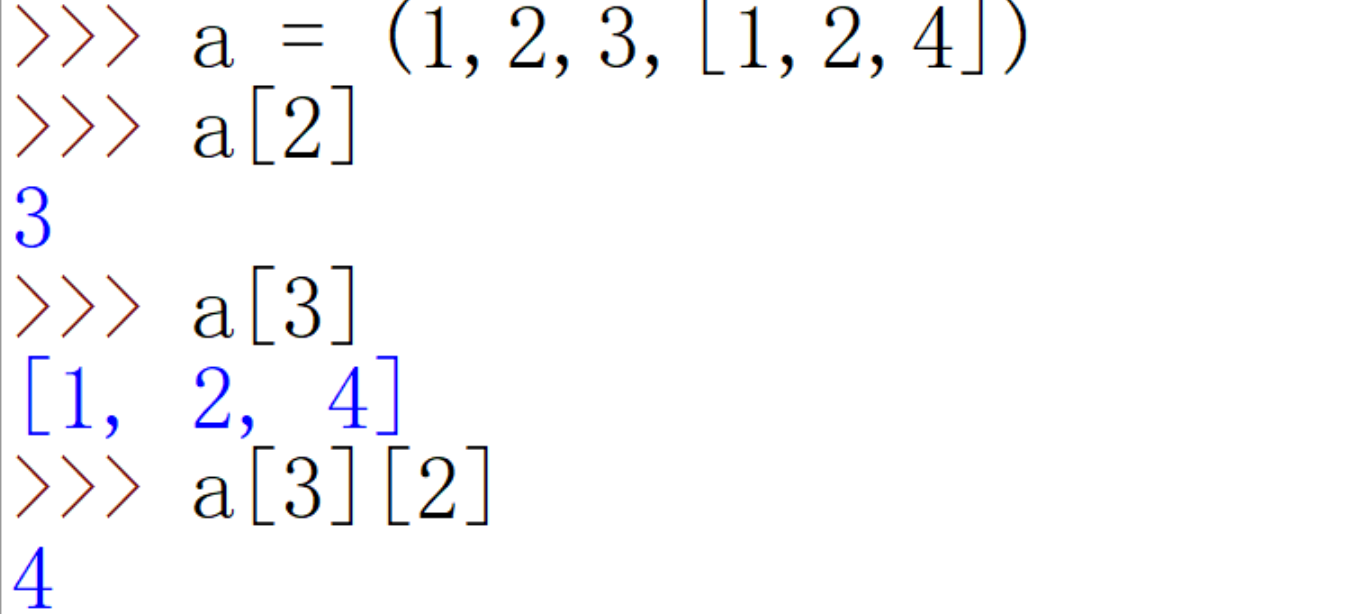 >>> a = (1,2,3,[1,2,4])
>>> a[2]
3
>>> a[3]
[1, 2, 4]
>>> a[3][2]
4